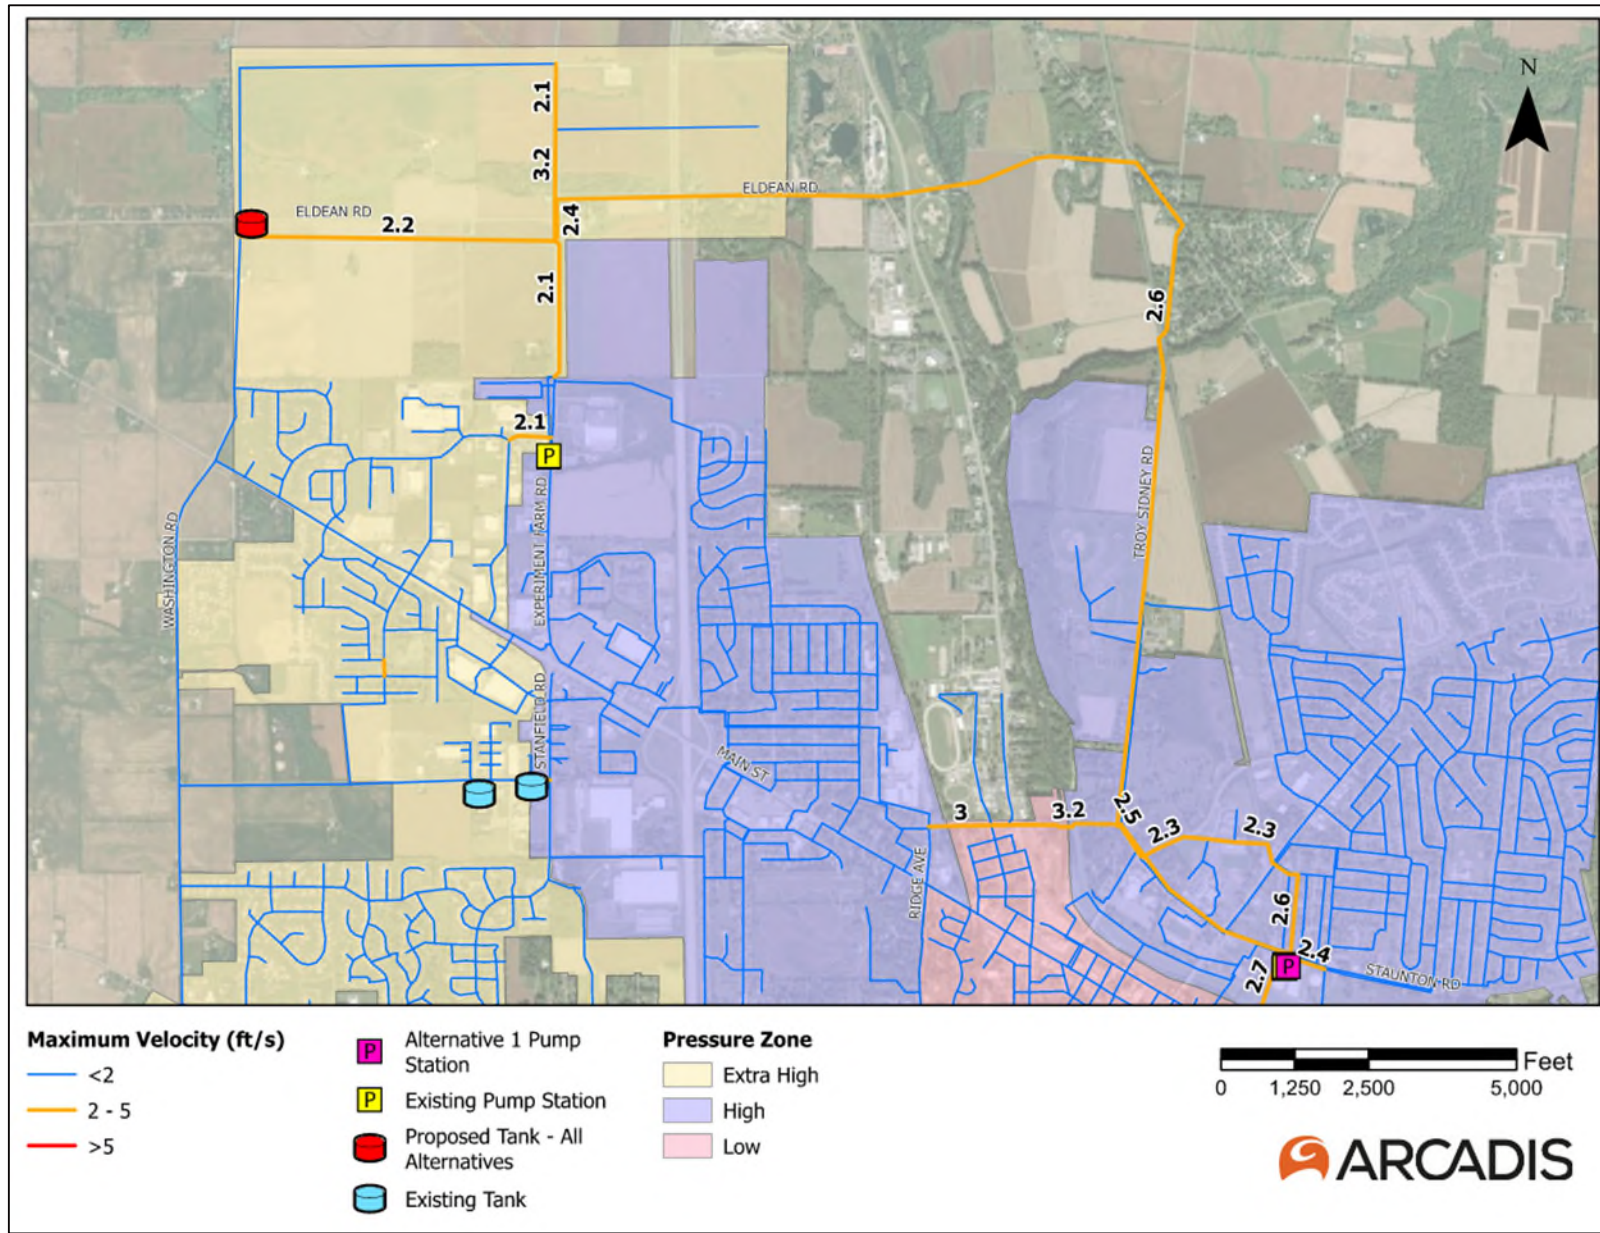 N
2.1
3.2
ELDEAN RD
ELDEAN RD
2.2
2.4
2.1
2.6
2.1
P
TROY SIDNEY RD
EXPERIMENT FARM RD
WASHINGTON RD
STANFIELD RD
MAIN ST
3
3.2
2.5
2.3
2.3
RIDGE AVE
2.6
2.4
P
2.7
STAUNTON RD
Maximum Velocity (ft/s)
<2
2 - 5
>5
P Alternative 1 Pump
Station
P Existing Pump Station
Proposed Tank - All
Alternatives
Existing Tank
Pressure Zone
Extra High
High
Low
Feet
0 1,250 2,500 5,000
ARCADIS